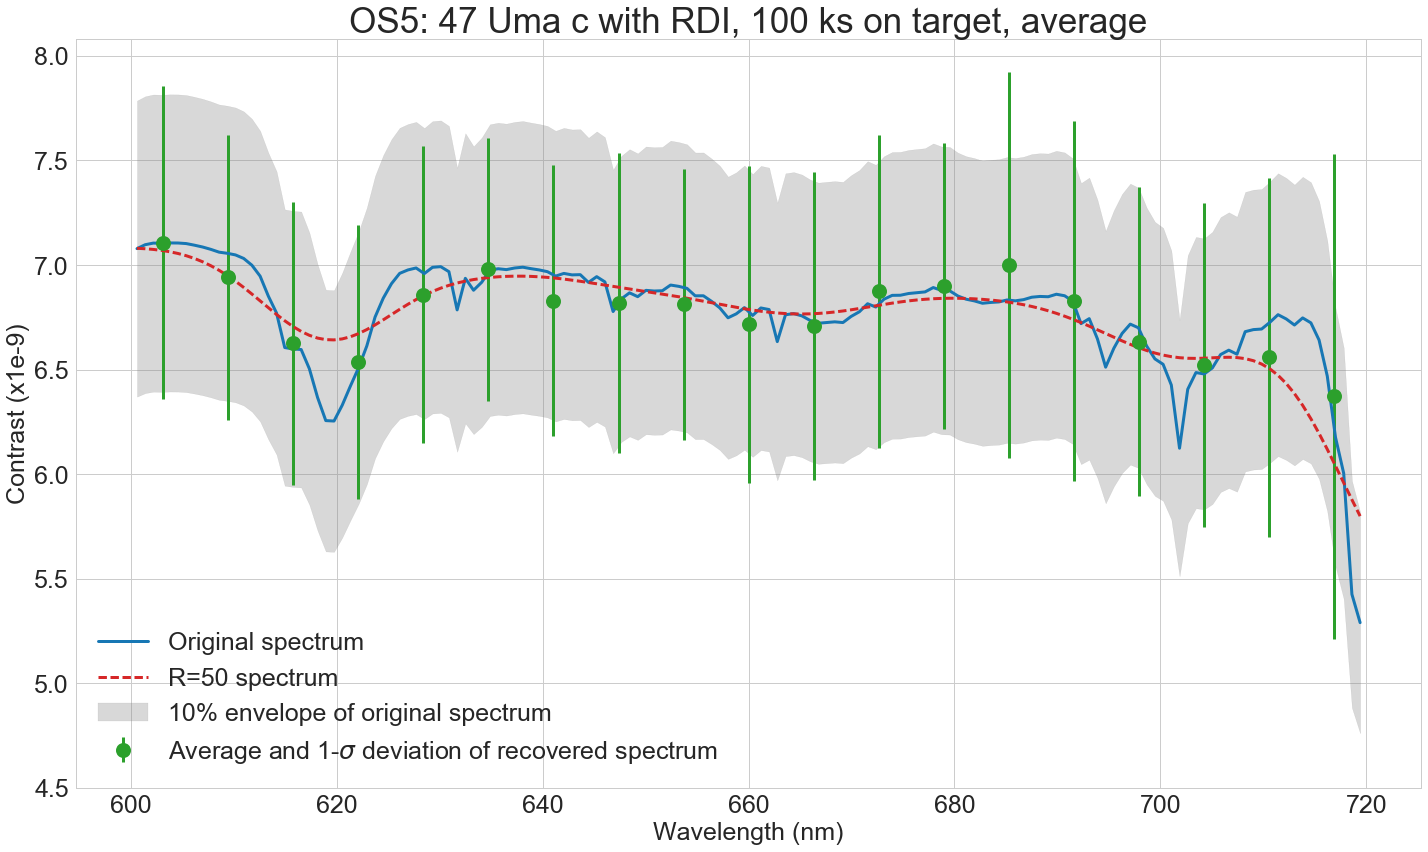 OS5: 47 Uma c with RDI, 100 ks on target, average
8.0
7.5
7.0
6.5
6.0
5.5
5.0
4.5
Contrast (x1e-9)
Original spectrum
R=50 spectrum
10% envelope of original spectrum
Average and 1-σ deviation of recovered spectrum
600 620 640 660 680 700 720
Wavelength (nm)